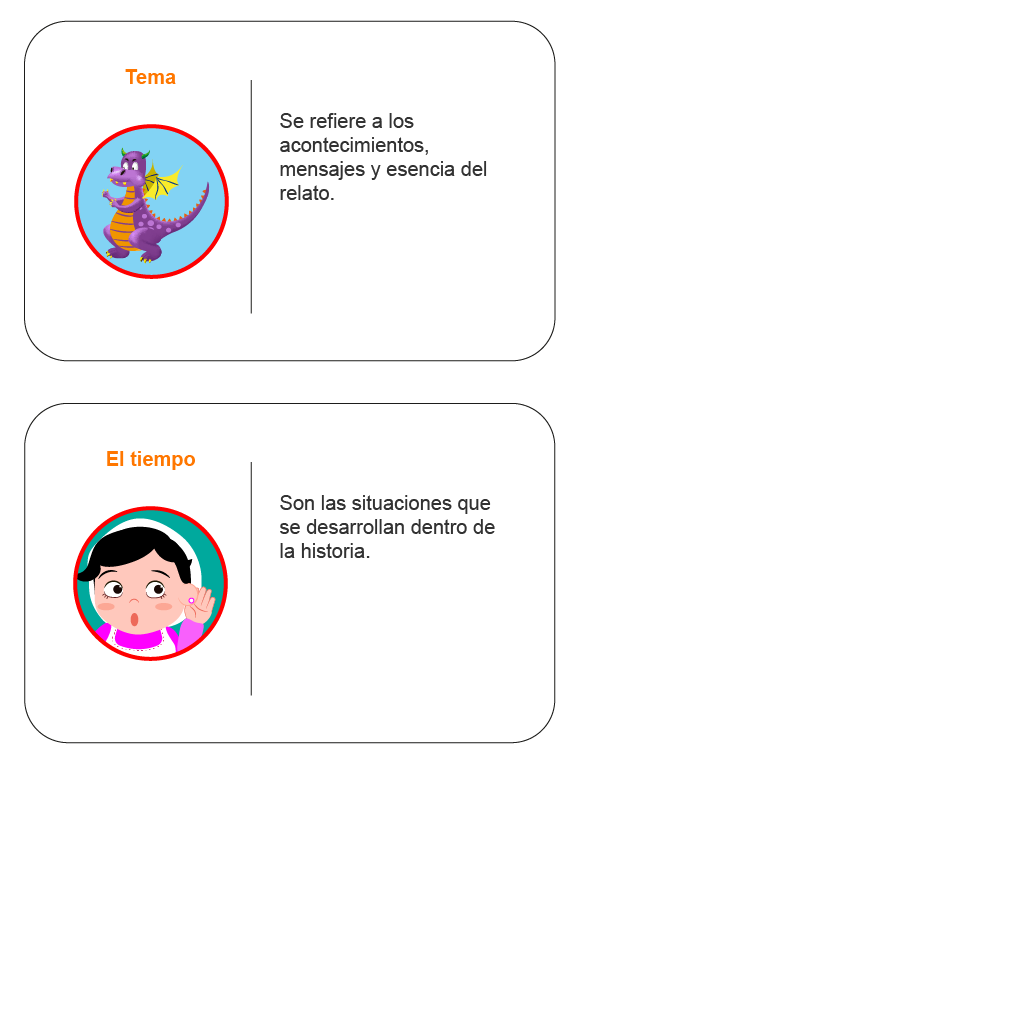 Tema
Se refiere a los
acontecimientos,
mensajes y esencia del
relato.
El tiempo
Son las situaciones que
se desarrollan dentro de
la historia.